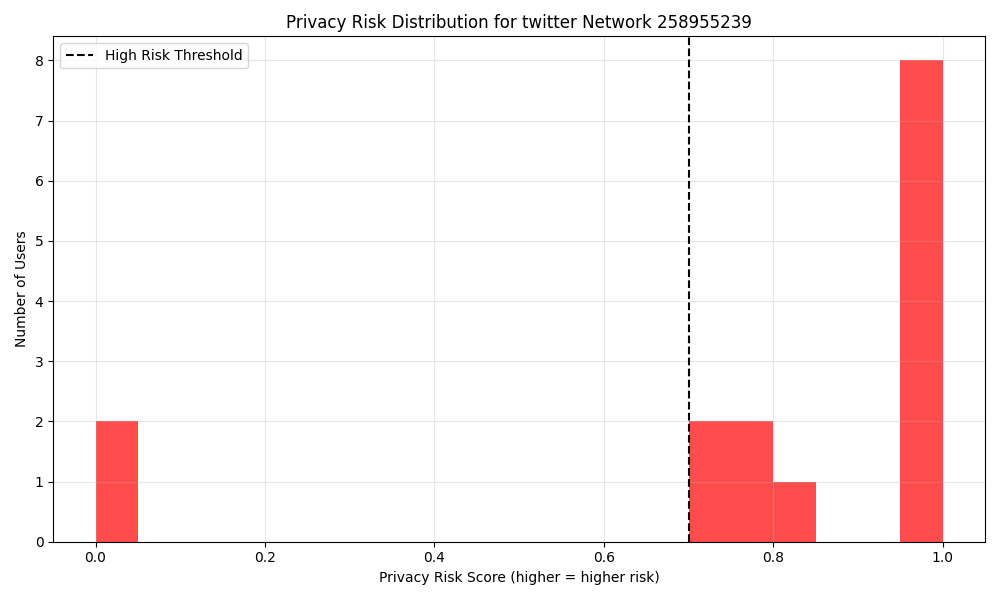 Privacy Risk Distribution for twitter Network 258955239
High Risk Threshold
Number of Users
8
7
6
5
4
3
2
1
0
0.0 0.2 0.4 0.6 0.8 1.0
Privacy Risk Score (higher = higher risk)